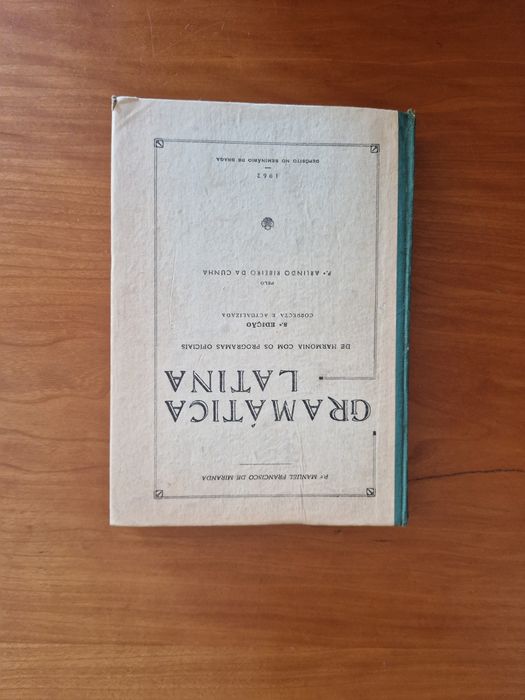 P.e MANUEL FRANCISCO DE MIRANDA
GRAMÁTICA
LATINA
DE HARMONIA COM OS PROGRAMAS OFICIAIS
8.ª EDIÇÃO
CORRECTA E ACTUALIZADA
PELO
P.e ARLINDO RIBEIRO DA CUNHA
1962
DEPÓSITO NO SEMINÁRIO DE BRAGA